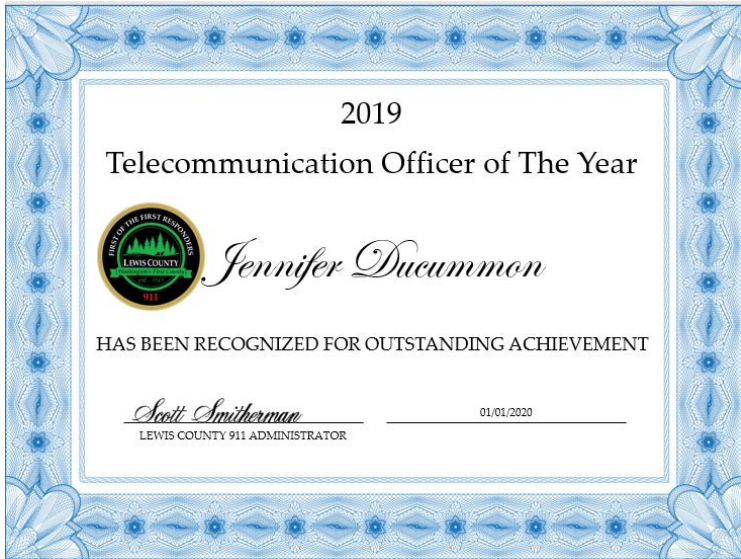 2019
Telecommunication Officer of The Year
FIRST OF THE FIRST RESPONDERS
LEWIS COUNTY
Washington's First County
911
Jennifer Ducummon
HAS BEEN RECOGNIZED FOR OUTSTANDING ACHIEVEMENT
Scott Smitherman
01/01/2020
LEWIS COUNTY 911 ADMINISTRATOR